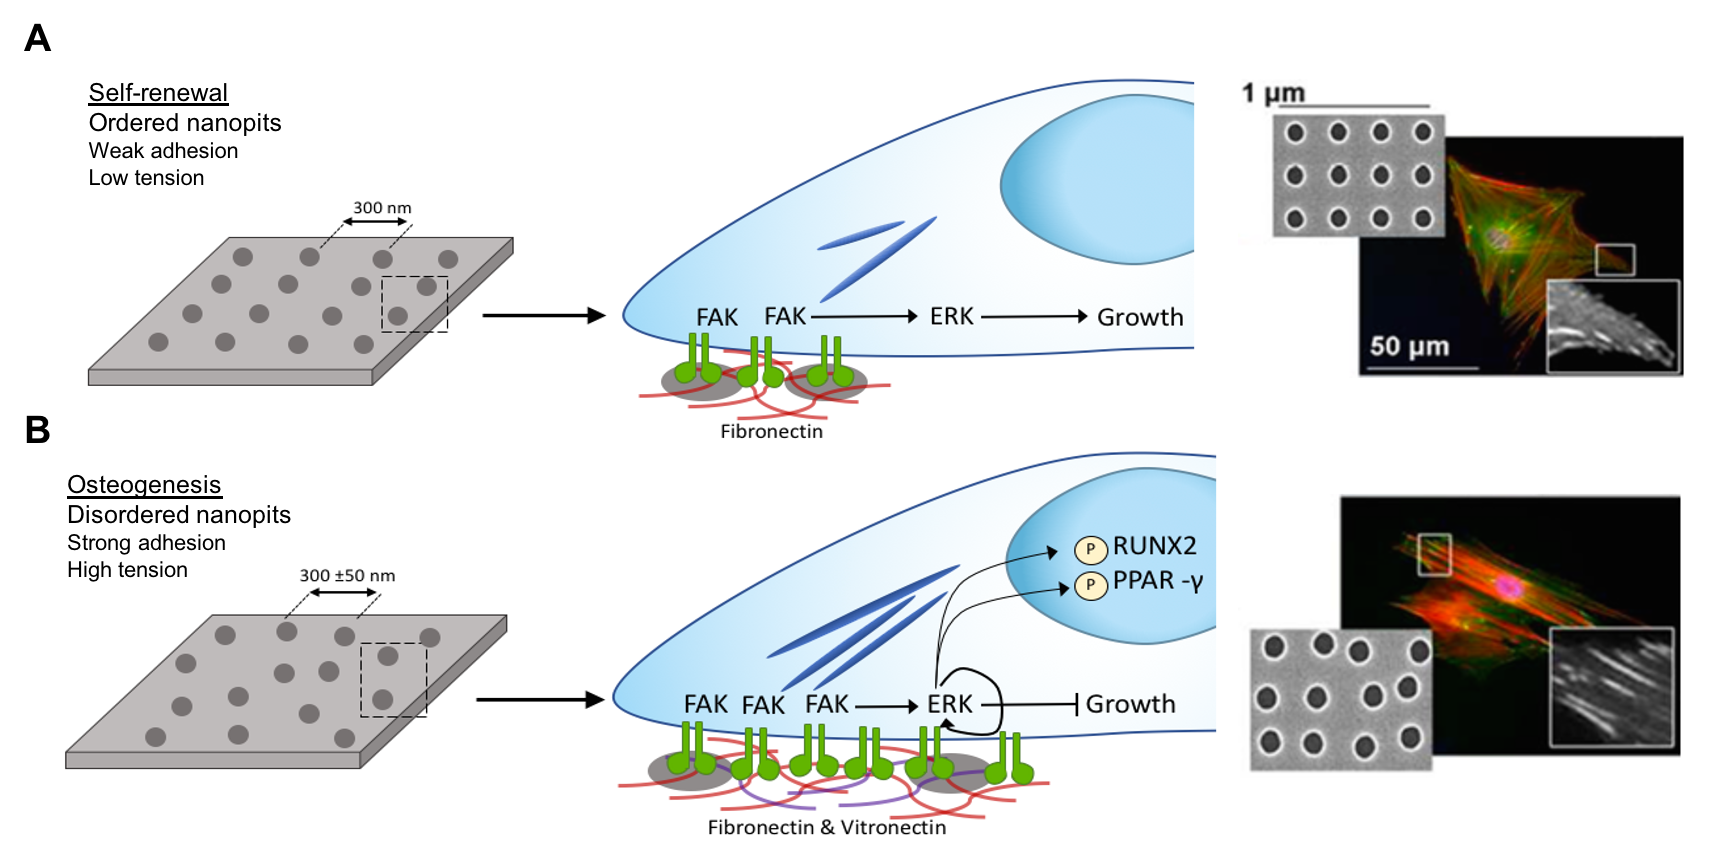 A
Self-renewal
Ordered nanopits
Weak adhesion
Low tension
300 nm
FAK FAK ERK Growth
Fibronectin
1 µm
50 µm
B
Osteogenesis
Disordered nanopits
Strong adhesion
High tension
300 ±50 nm
P RUNX2
P PPAR -γ
FAK FAK FAK ERK Growth
Fibronectin & Vitronectin